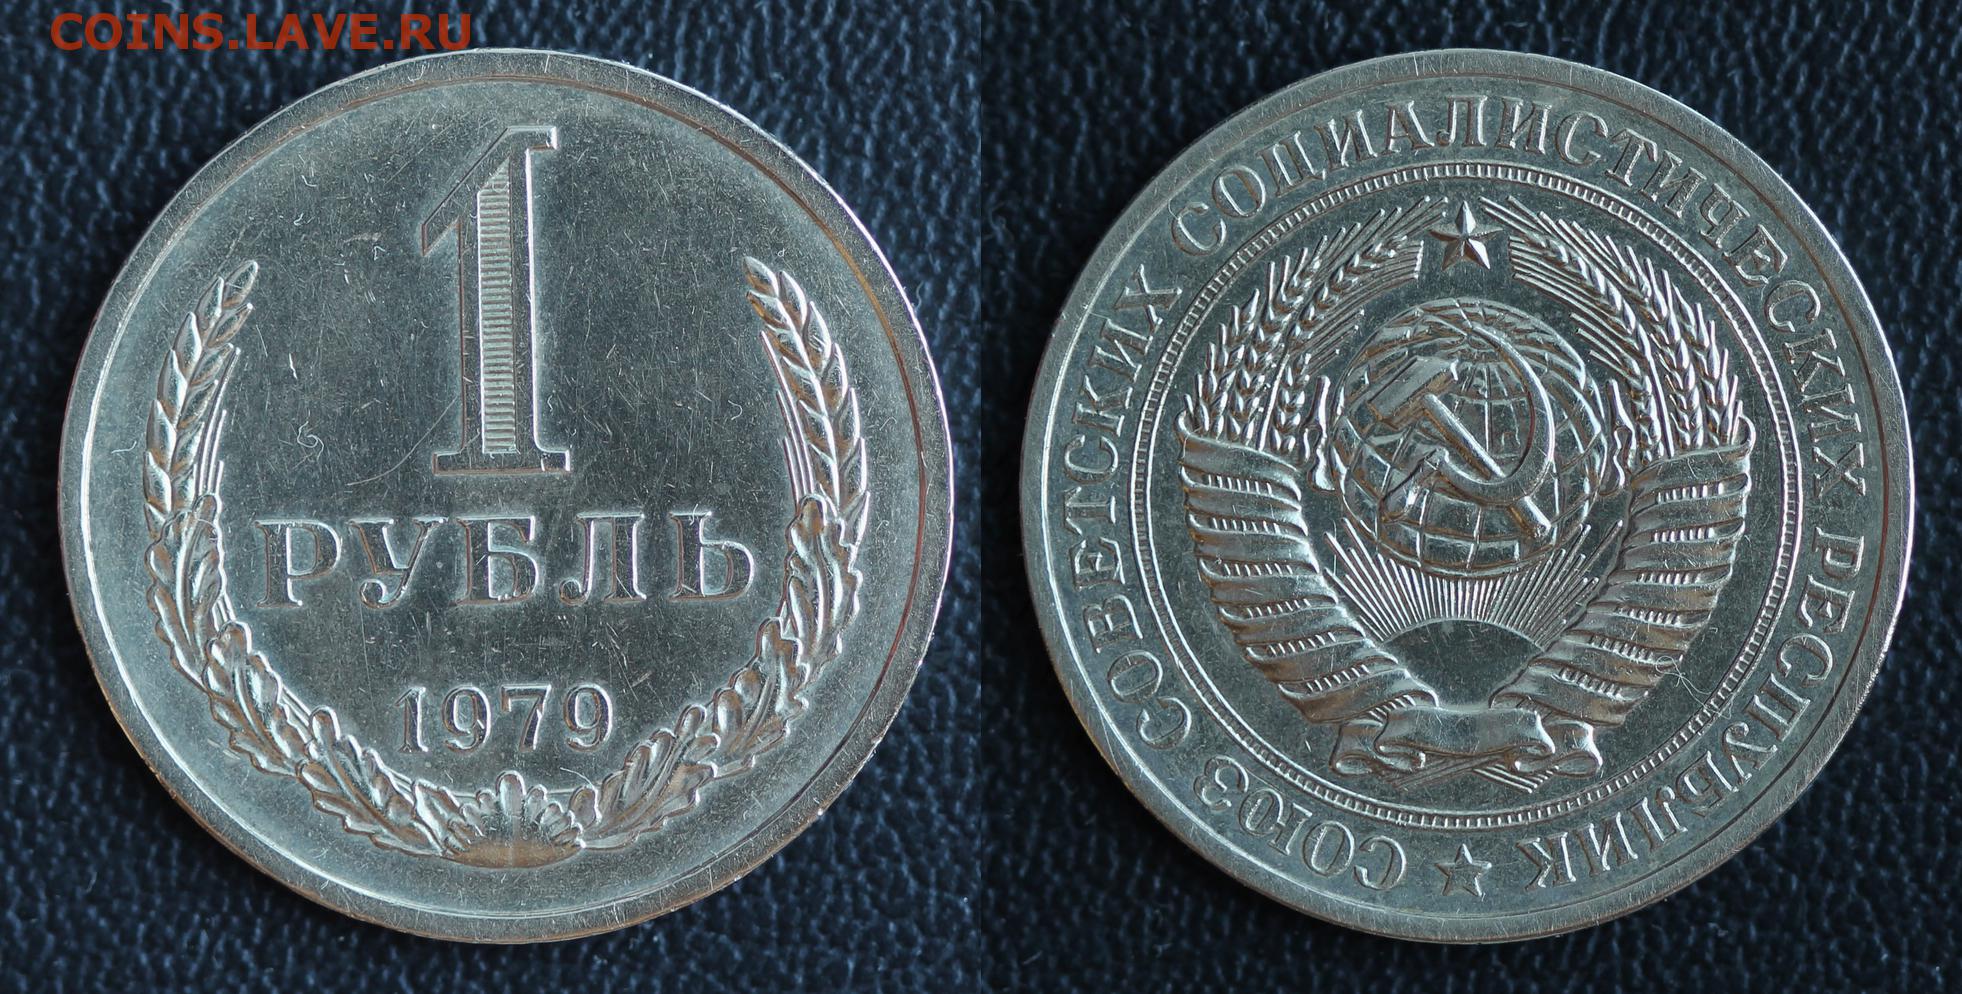 COINS.LAVE.RU
1
РУБЛЬ
1979
СОЮЗ СОВЕТСКИХ СОЦИАЛИСТИЧЕСКИХ РЕСПУБЛИК